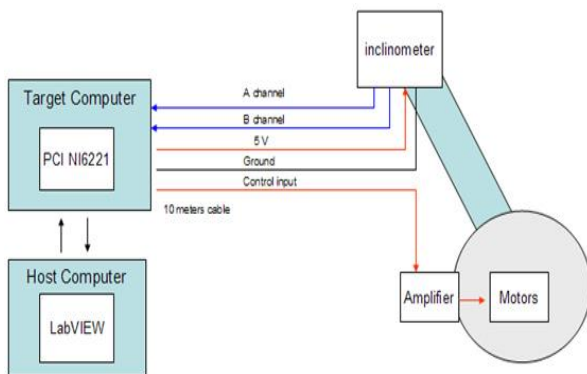 inclinometer
Target Computer
PCI NI6221
A channel
B channel
5 V
Ground
Control input
10 meters cable
Host Computer
LabVIEW
Amplifier
Motors